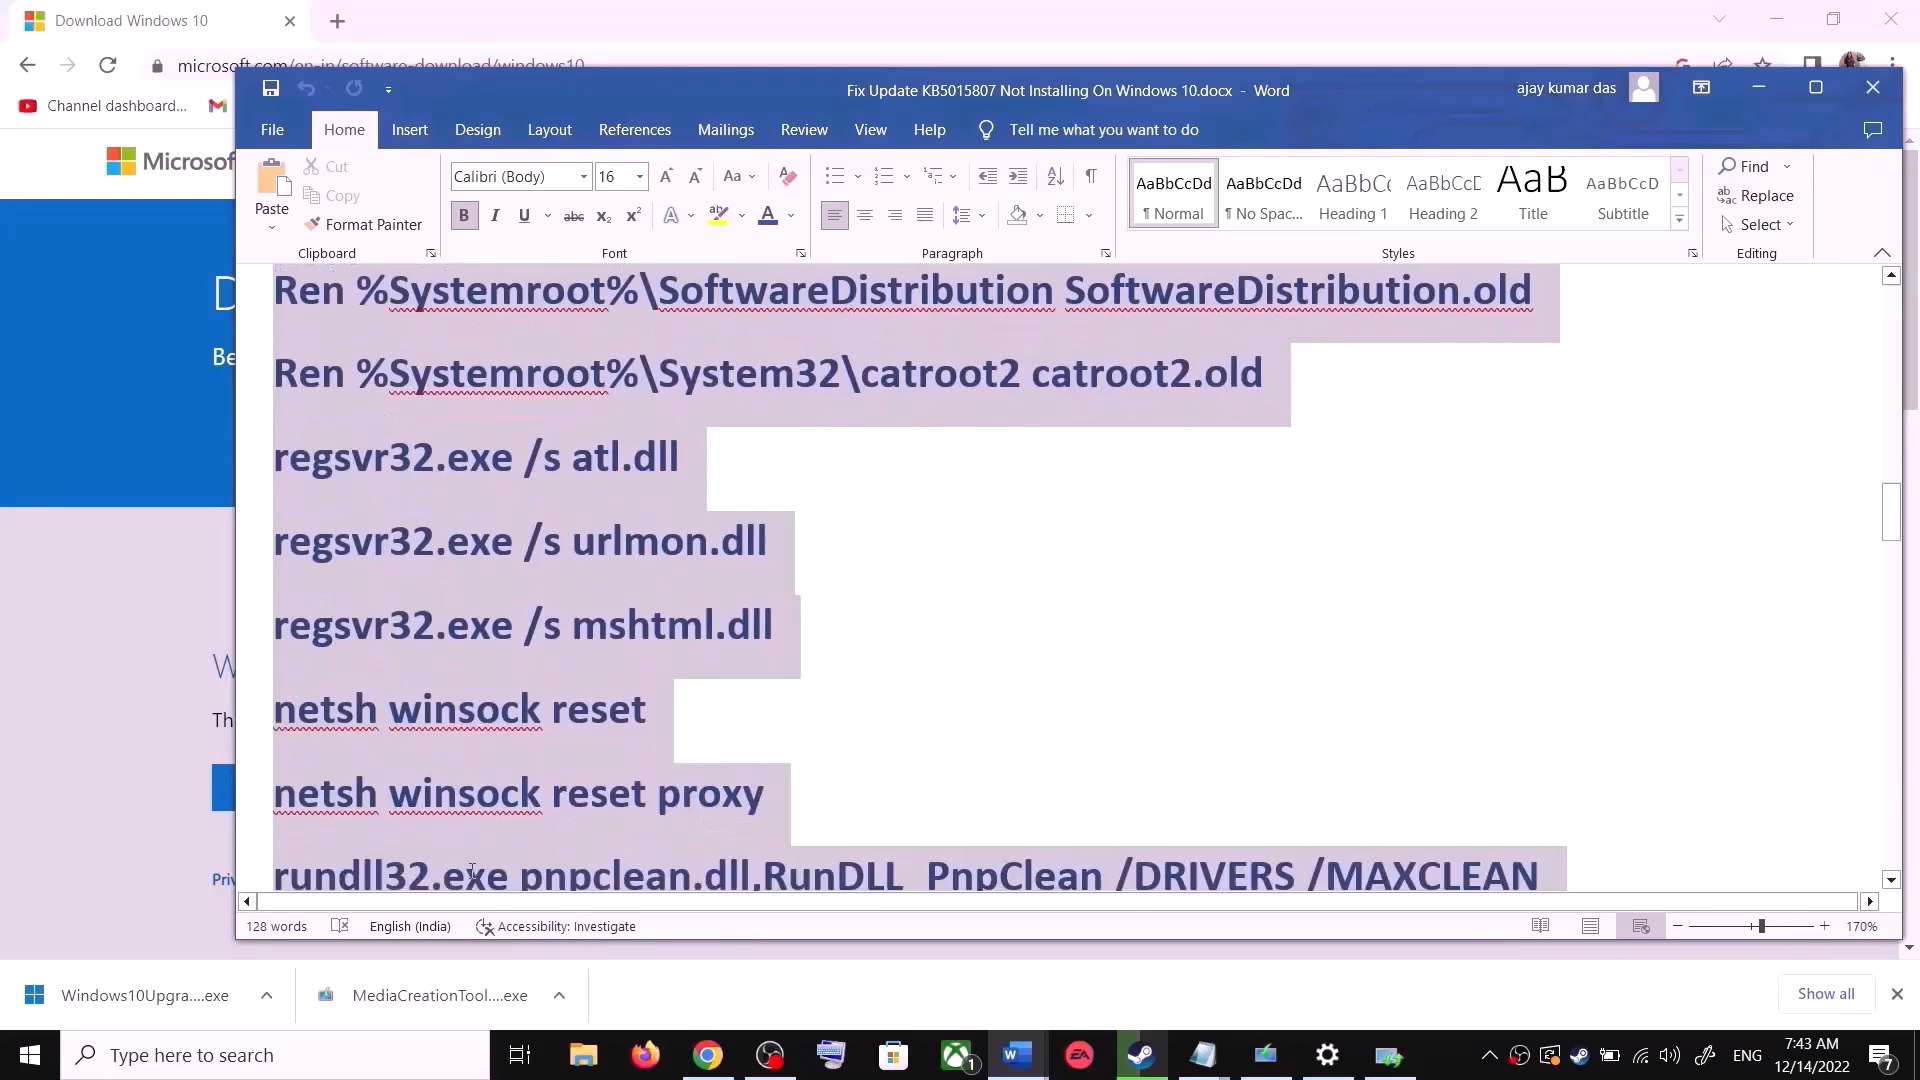 Download Windows 10
microsoft.com/en-in/software-download/windows10
Channel dashboard...
Fix Update KB5015807 Not Installing On Windows 10.docx - Word
ajay kumar das
File Home Insert Design Layout References Mailings Review View Help Tell me what you want to do
Microsof
Paste
Cut
Copy
Format Painter
Clipboard
Calibri (Body) 16
Font
Paragraph
AaBbCcDd AaBbCcDd AaBbCc AaBbCcD AaB AaBbCcD
¶ Normal ¶ No Spac... Heading 1 Heading 2 Title Subtitle
Styles
Find
Replace
Select
Editing
D
Be
Ren %Systemroot%\SoftwareDistribution SoftwareDistribution.old
Ren %Systemroot%\System32\catroot2 catroot2.old
regsvr32.exe /s atl.dll
regsvr32.exe /s urlmon.dll
regsvr32.exe /s mshtml.dll
netsh winsock reset
netsh winsock reset proxy
rundll32.exe pnpclean.dll,RunDLL_PnpClean /DRIVERS /MAXCLEAN
W
Th
Priv
128 words English (India) Accessibility: Investigate 170%
Windows10Upgra....exe MediaCreationTool....exe Show all
Type here to search
1
ENG
7:43 AM
12/14/2022
7